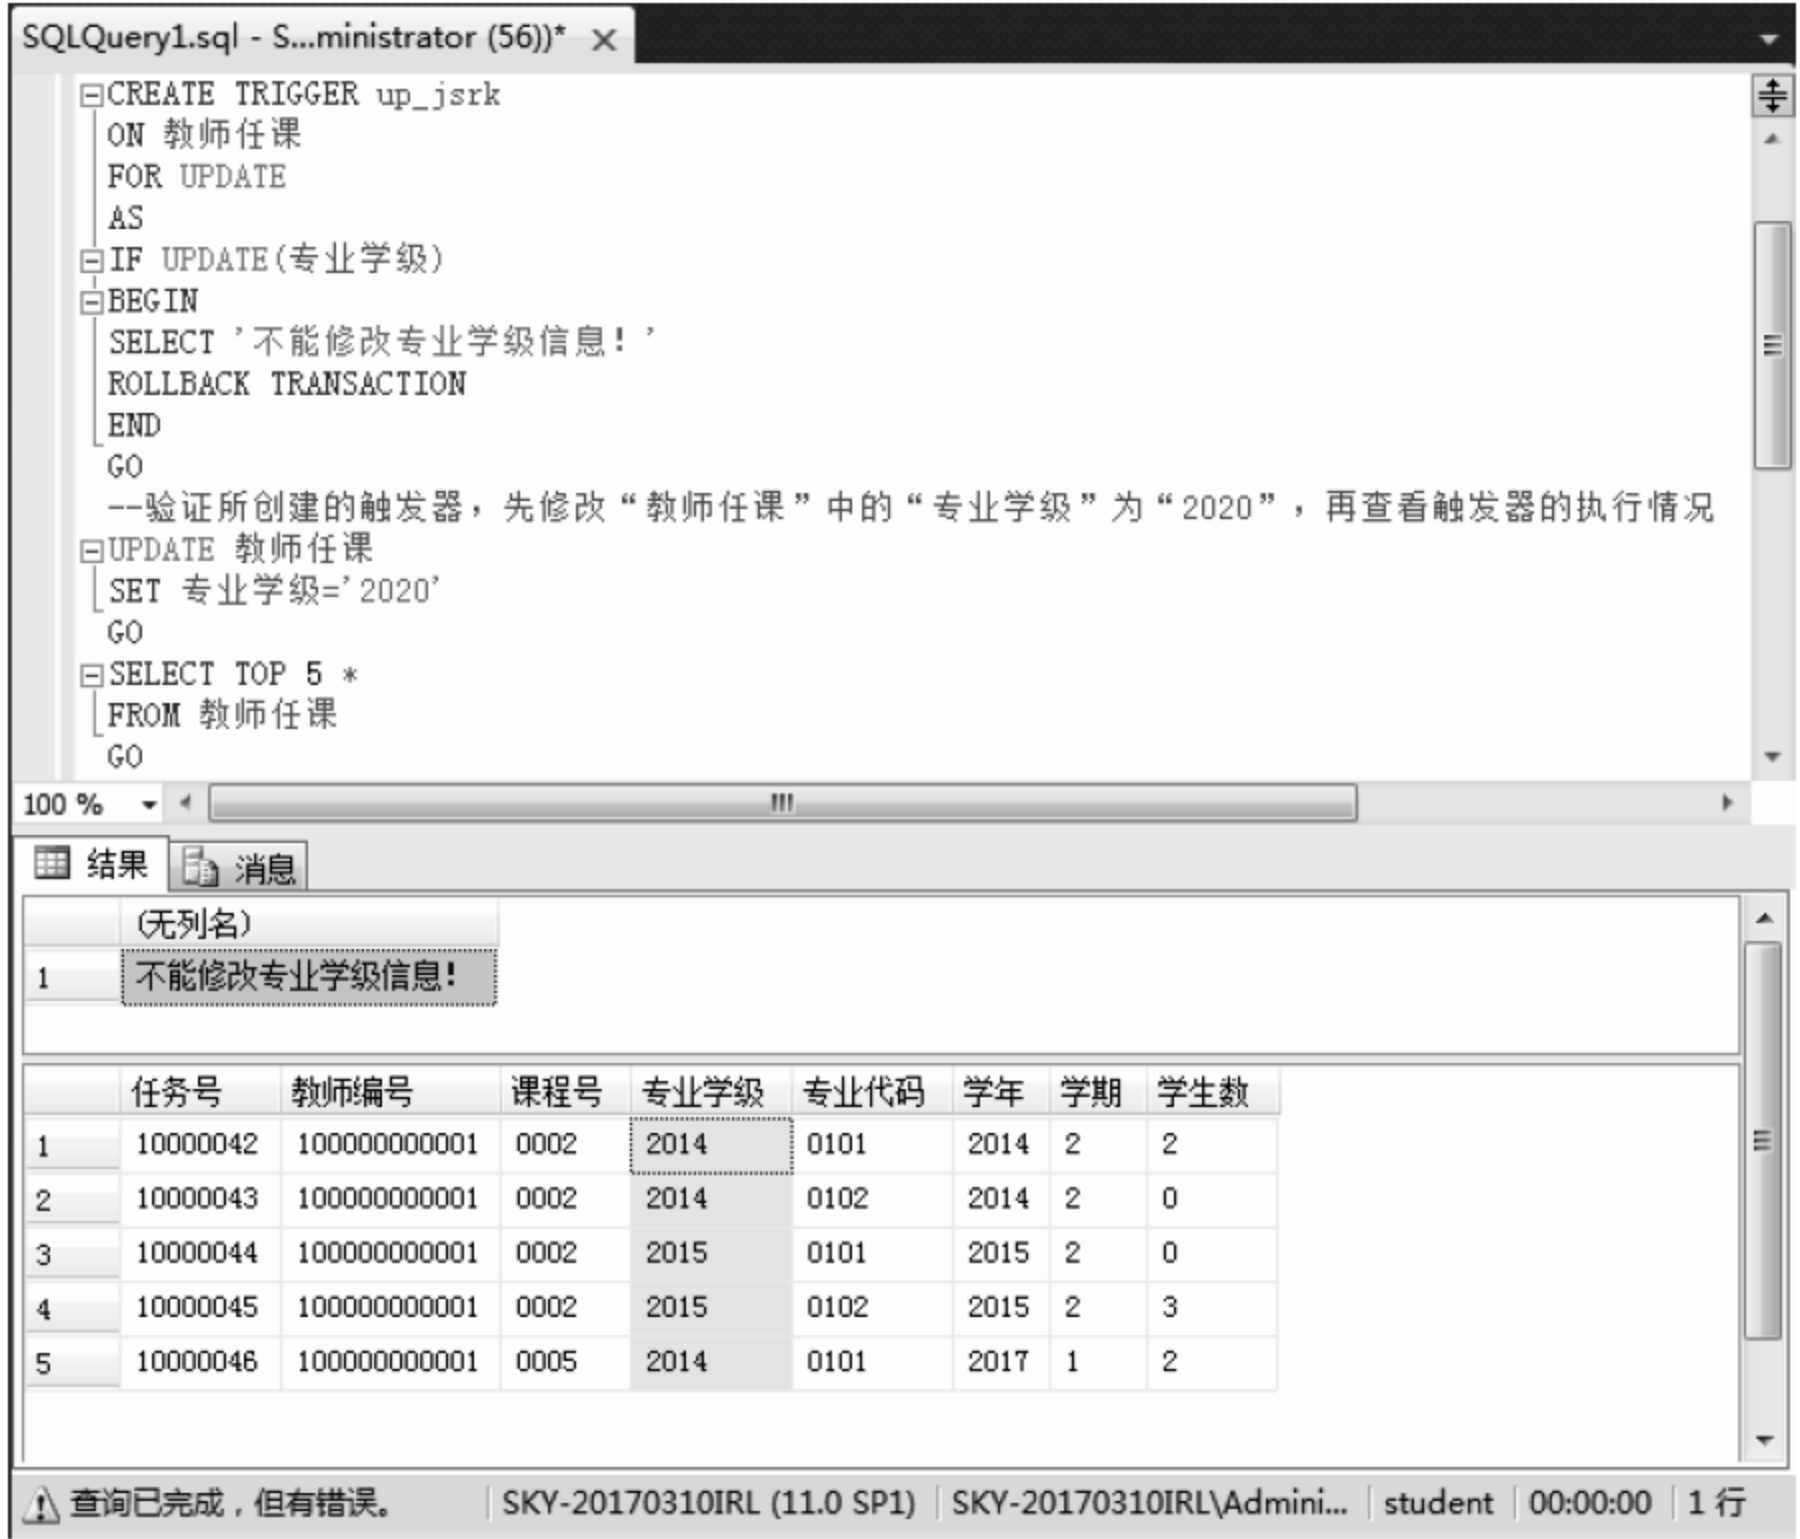 SQLQuery1.sql - S...ministrator (56))*
CREATE TRIGGER up_jsrk
ON 教师任课
FOR UPDATE
AS
IF UPDATE(专业学级)
BEGIN
SELECT '不能修改专业学级信息！'
ROLLBACK TRANSACTION
END
GO
--验证所创建的触发器，先修改“教师任课”中的“专业学级”为“2020”，再查看触发器的执行情况
UPDATE 教师任课
SET 专业学级='2020'
GO
SELECT TOP 5 *
FROM 教师任课
GO
100 %
结果 消息
(无列名)
1 不能修改专业学级信息！
任务号 教师编号 课程号 专业学级 专业代码 学年 学期 学生数
1 10000042 100000000001 0002 2014 0101 2014 2 2
2 10000043 100000000001 0002 2014 0102 2014 2 0
3 10000044 100000000001 0002 2015 0101 2015 2 0
4 10000045 100000000001 0002 2015 0102 2015 2 3
5 10000046 100000000001 0005 2014 0101 2017 1 2
查询已完成，但有错误。 SKY-20170310IRL (11.0 SP1) SKY-20170310IRL\Admini... student 00:00:00 1 行